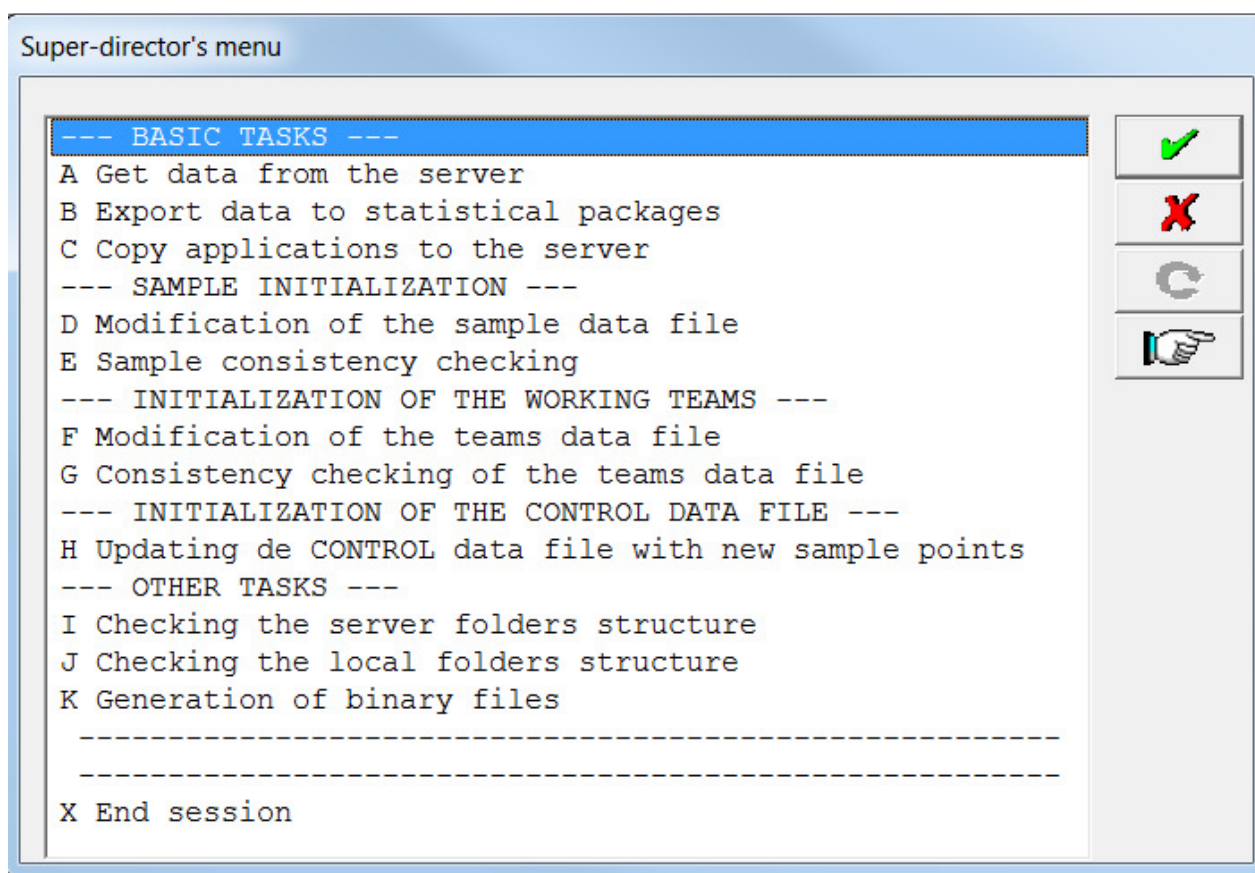 Super-director's menu
--- BASIC TASKS ---
A Get data from the server
B Export data to statistical packages
C Copy applications to the server
--- SAMPLE INITIALIZATION ---
D Modification of the sample data file
E Sample consistency checking
--- INITIALIZATION OF THE WORKING TEAMS ---
F Modification of the teams data file
G Consistency checking of the teams data file
--- INITIALIZATION OF THE CONTROL DATA FILE ---
H Updating de CONTROL data file with new sample points
--- OTHER TASKS ---
I Checking the server folders structure
J Checking the local folders structure
K Generation of binary files
-------------------------------------------------------
-------------------------------------------------------
X End session